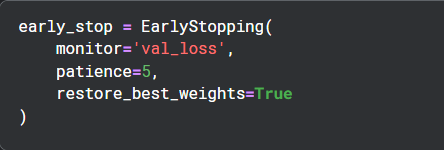 early_stop = EarlyStopping(
    monitor='val_loss',
    patience=5,
    restore_best_weights=True
)